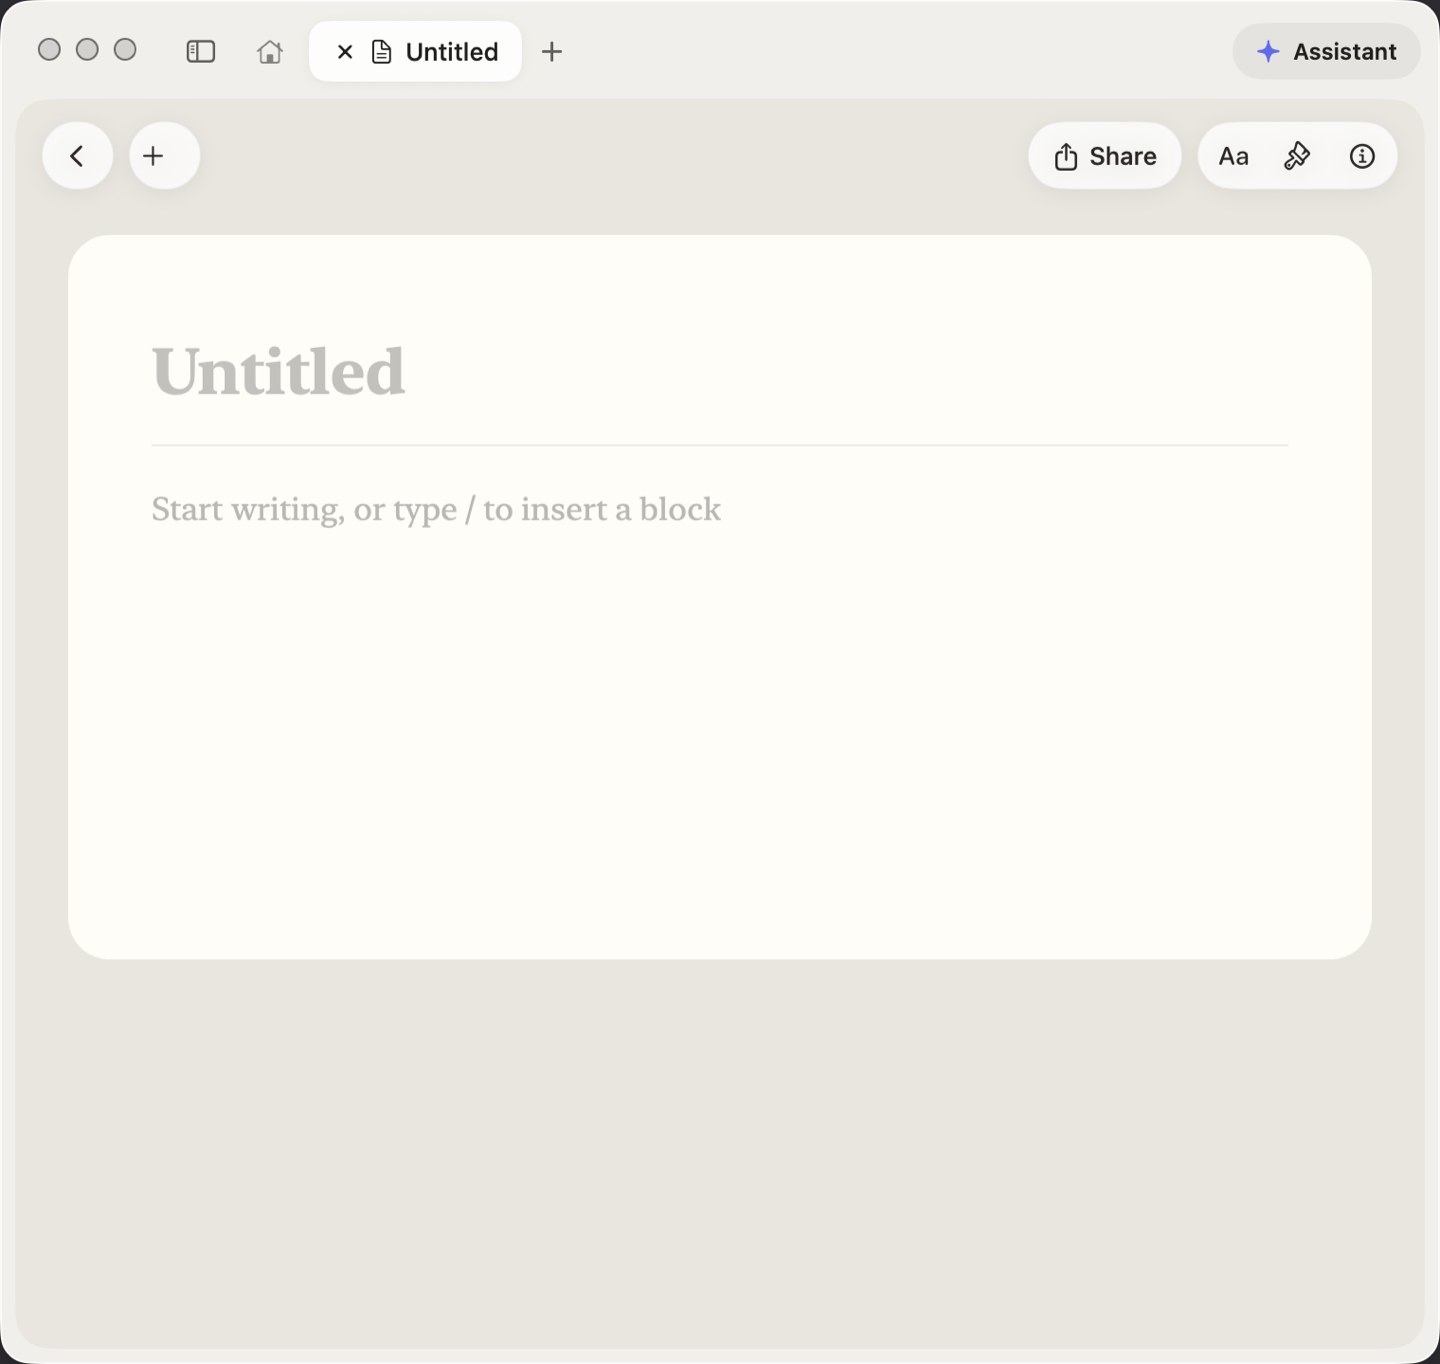 Untitled
Assistant
Share
Aa
Untitled
Start writing, or type / to insert a block